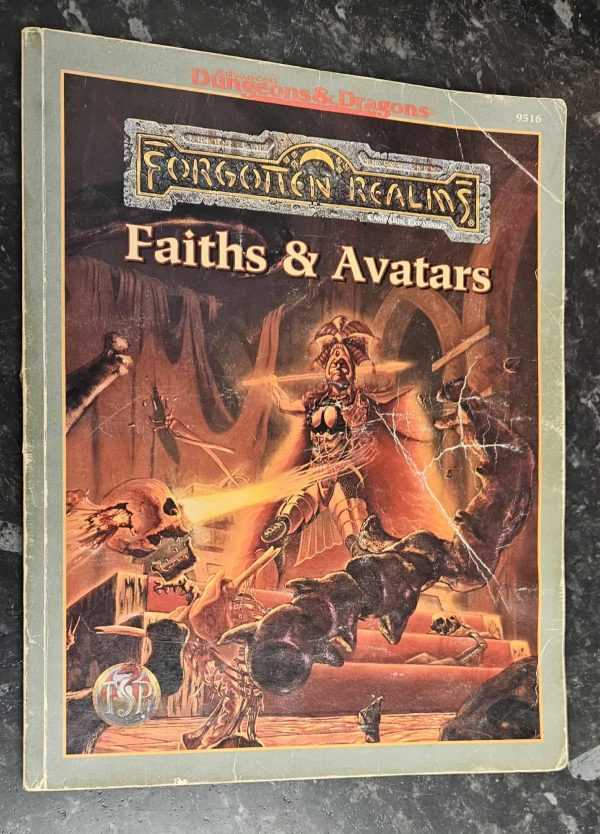 Advanced
Dungeons & Dragons®
9516
FORGOTTEN REALMS®
Faiths & Avatars
TSR